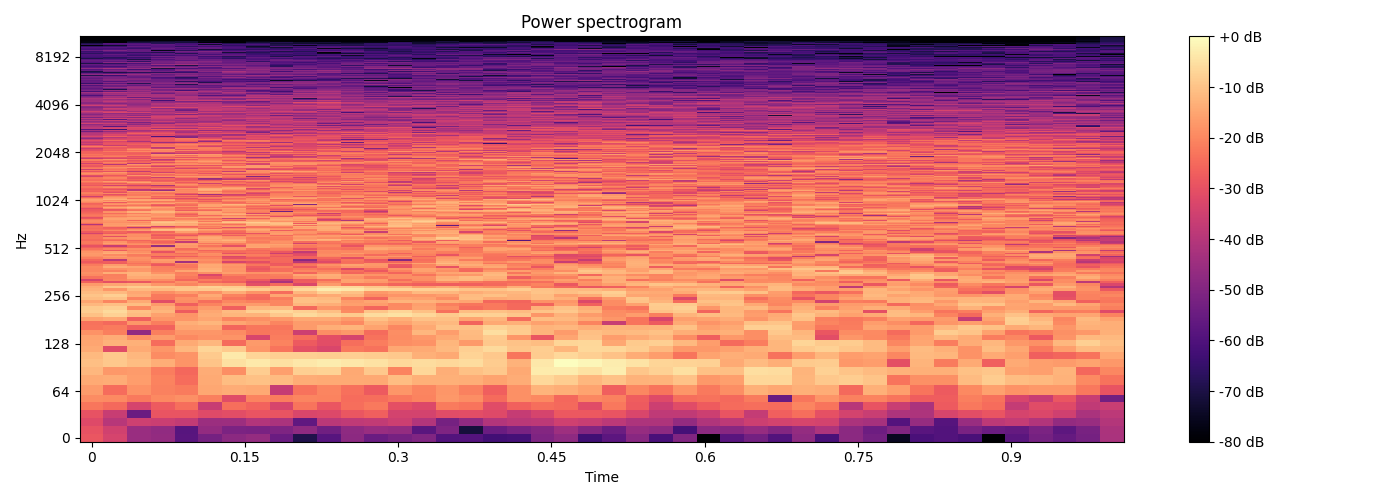 Power spectrogram
8192
4096
2048
1024
512
256
128
64
0
Hz
0 0.15 0.3 0.45 0.6 0.75 0.9
Time
+0 dB
-10 dB
-20 dB
-30 dB
-40 dB
-50 dB
-60 dB
-70 dB
-80 dB